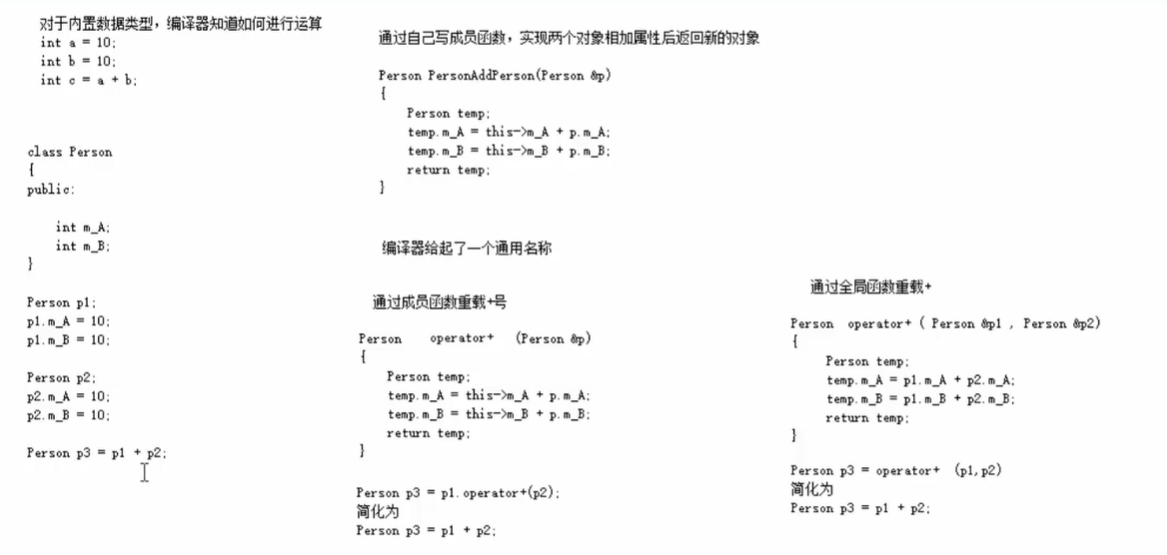 对于内置数据类型，编译器知道如何进行运算
int a = 10;
int b = 10;
int c = a + b;
class Person
{
public:
int m_A;
int m_B;
}
Person p1;
p1.m_A = 10;
p1.m_B = 10;
Person p2;
p2.m_A = 10;
p2.m_B = 10;
Person p3 = p1 + p2;
通过自己写成员函数，实现两个对象相加属性后返回新的对象
Person PersonAddPerson(Person &p)
{
Person temp;
temp.m_A = this->m_A + p.m_A;
temp.m_B = this->m_B + p.m_B;
return temp;
}
编译器给起了一个通用名称
通过成员函数重载+号
Person operator+ (Person &p)
{
Person temp;
temp.m_A = this->m_A + p.m_A;
temp.m_B = this->m_B + p.m_B;
return temp;
}
Person p3 = p1.operator+(p2);
简化为
Person p3 = p1 + p2;
通过全局函数重载+
Person operator+ ( Person &p1 , Person &p2)
{
Person temp;
temp.m_A = p1.m_A + p2.m_A;
temp.m_B = p1.m_B + p2.m_B;
return temp;
}
Person p3 = operator+ (p1,p2)
简化为
Person p3 = p1 + p2;